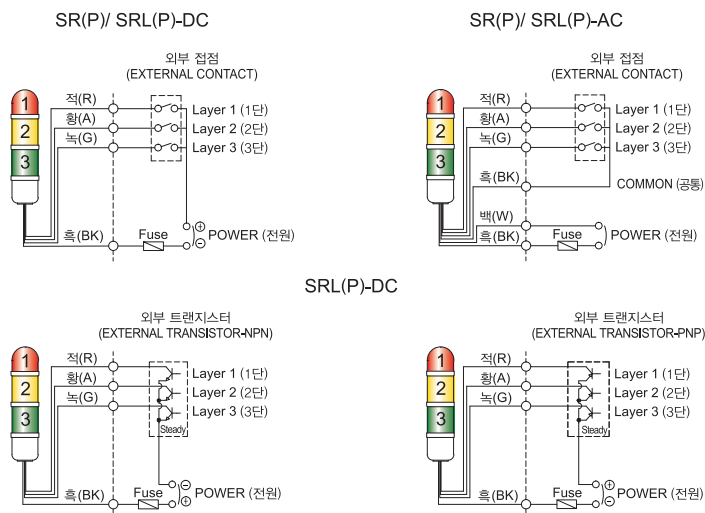 SR(P)/ SRL(P)-DC
외부 접점
(EXTERNAL CONTACT)
1
2
3
적(R)
황(A)
녹(G)
Layer 1 (1단)
Layer 2 (2단)
Layer 3 (3단)
흑(BK)
Fuse
⊕
⊖
POWER (전원)
SR(P)/ SRL(P)-AC
외부 접점
(EXTERNAL CONTACT)
1
2
3
적(R)
황(A)
녹(G)
Layer 1 (1단)
Layer 2 (2단)
Layer 3 (3단)
흑(BK)
COMMON (공통)
백(W)
흑(BK)
Fuse
POWER (전원)
SRL(P)-DC
외부 트랜지스터
(EXTERNAL TRANSISTOR-NPN)
1
2
3
적(R)
황(A)
녹(G)
Layer 1 (1단)
Layer 2 (2단)
Layer 3 (3단)
Steady
흑(BK)
Fuse
⊖
⊕
POWER (전원)
외부 트랜지스터
(EXTERNAL TRANSISTOR-PNP)
1
2
3
적(R)
황(A)
녹(G)
Layer 1 (1단)
Layer 2 (2단)
Layer 3 (3단)
Steady
흑(BK)
Fuse
⊕
⊖
POWER (전원)